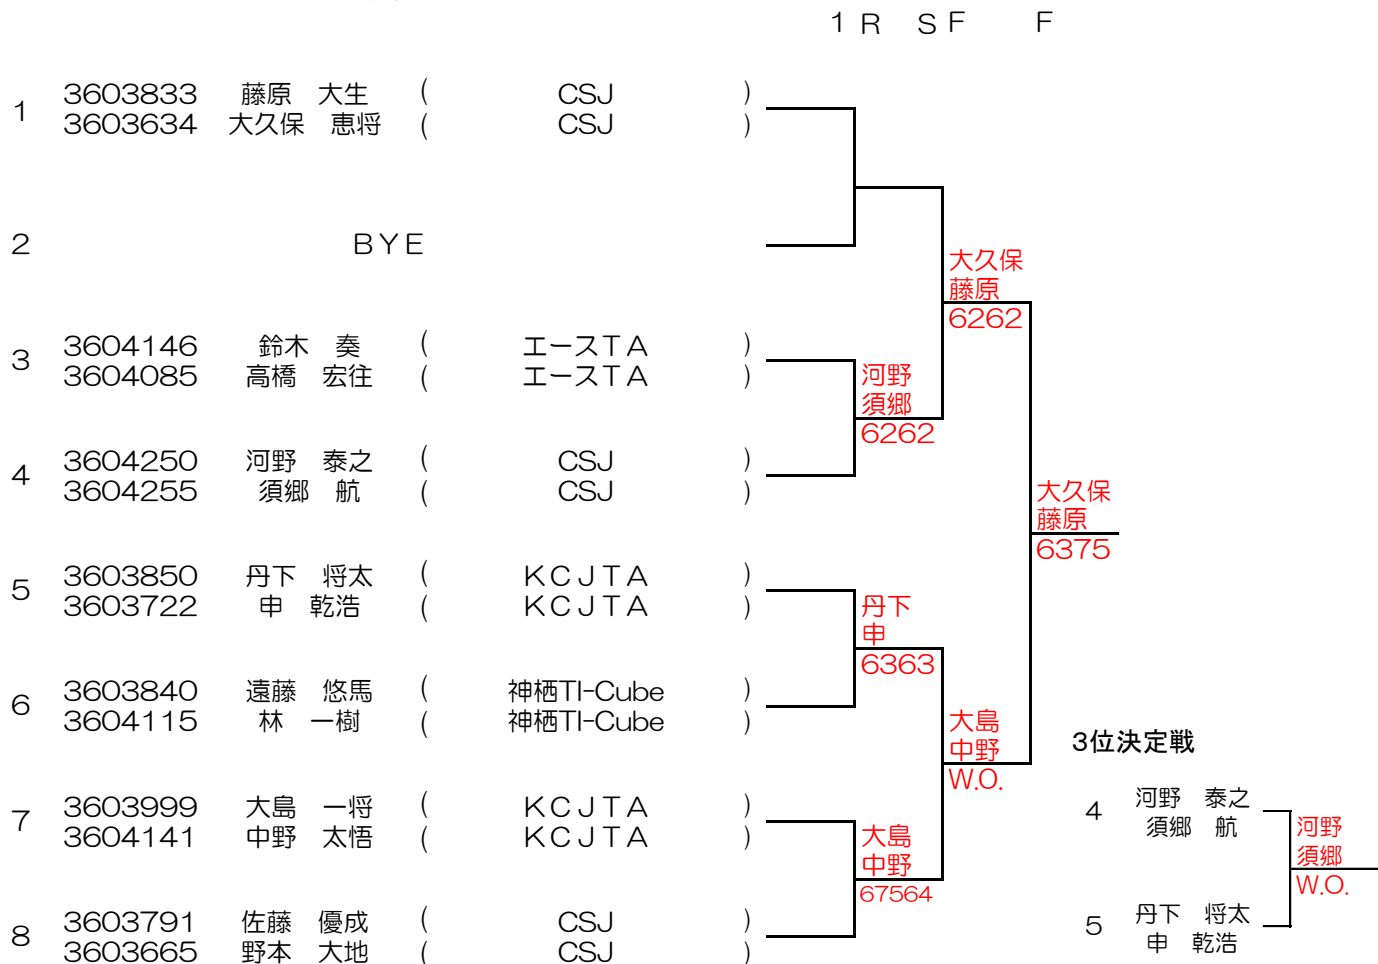 １Ｒ ＳＦ Ｆ
1 3603833 藤原 大生 ( CSJ )
3603634 大久保 恵将 ( CSJ )
2 ＢＹＥ
大久保
藤原
6262
3 3604146 鈴木 奏 ( エースＴＡ )
3604085 高橋 宏往 ( エースＴＡ )
河野
須郷
6262
4 3604250 河野 泰之 ( CSJ )
3604255 須郷 航 ( CSJ )
大久保
藤原
6375
5 3603850 丹下 将太 ( ＫＣＪＴＡ )
3603722 申 乾浩 ( ＫＣＪＴＡ )
丹下
申
6363
6 3603840 遠藤 悠馬 ( 神栖TI-Cube )
3604115 林 一樹 ( 神栖TI-Cube )
大島
中野
W.O.
7 3603999 大島 一将 ( ＫＣＪＴＡ )
3604141 中野 太悟 ( ＫＣＪＴＡ )
大島
中野
67564
8 3603791 佐藤 優成 ( CSJ )
3603665 野本 大地 ( CSJ )
3位決定戦
4 河野 泰之
須郷 航
河野
須郷
W.O.
5 丹下 将太
申 乾浩